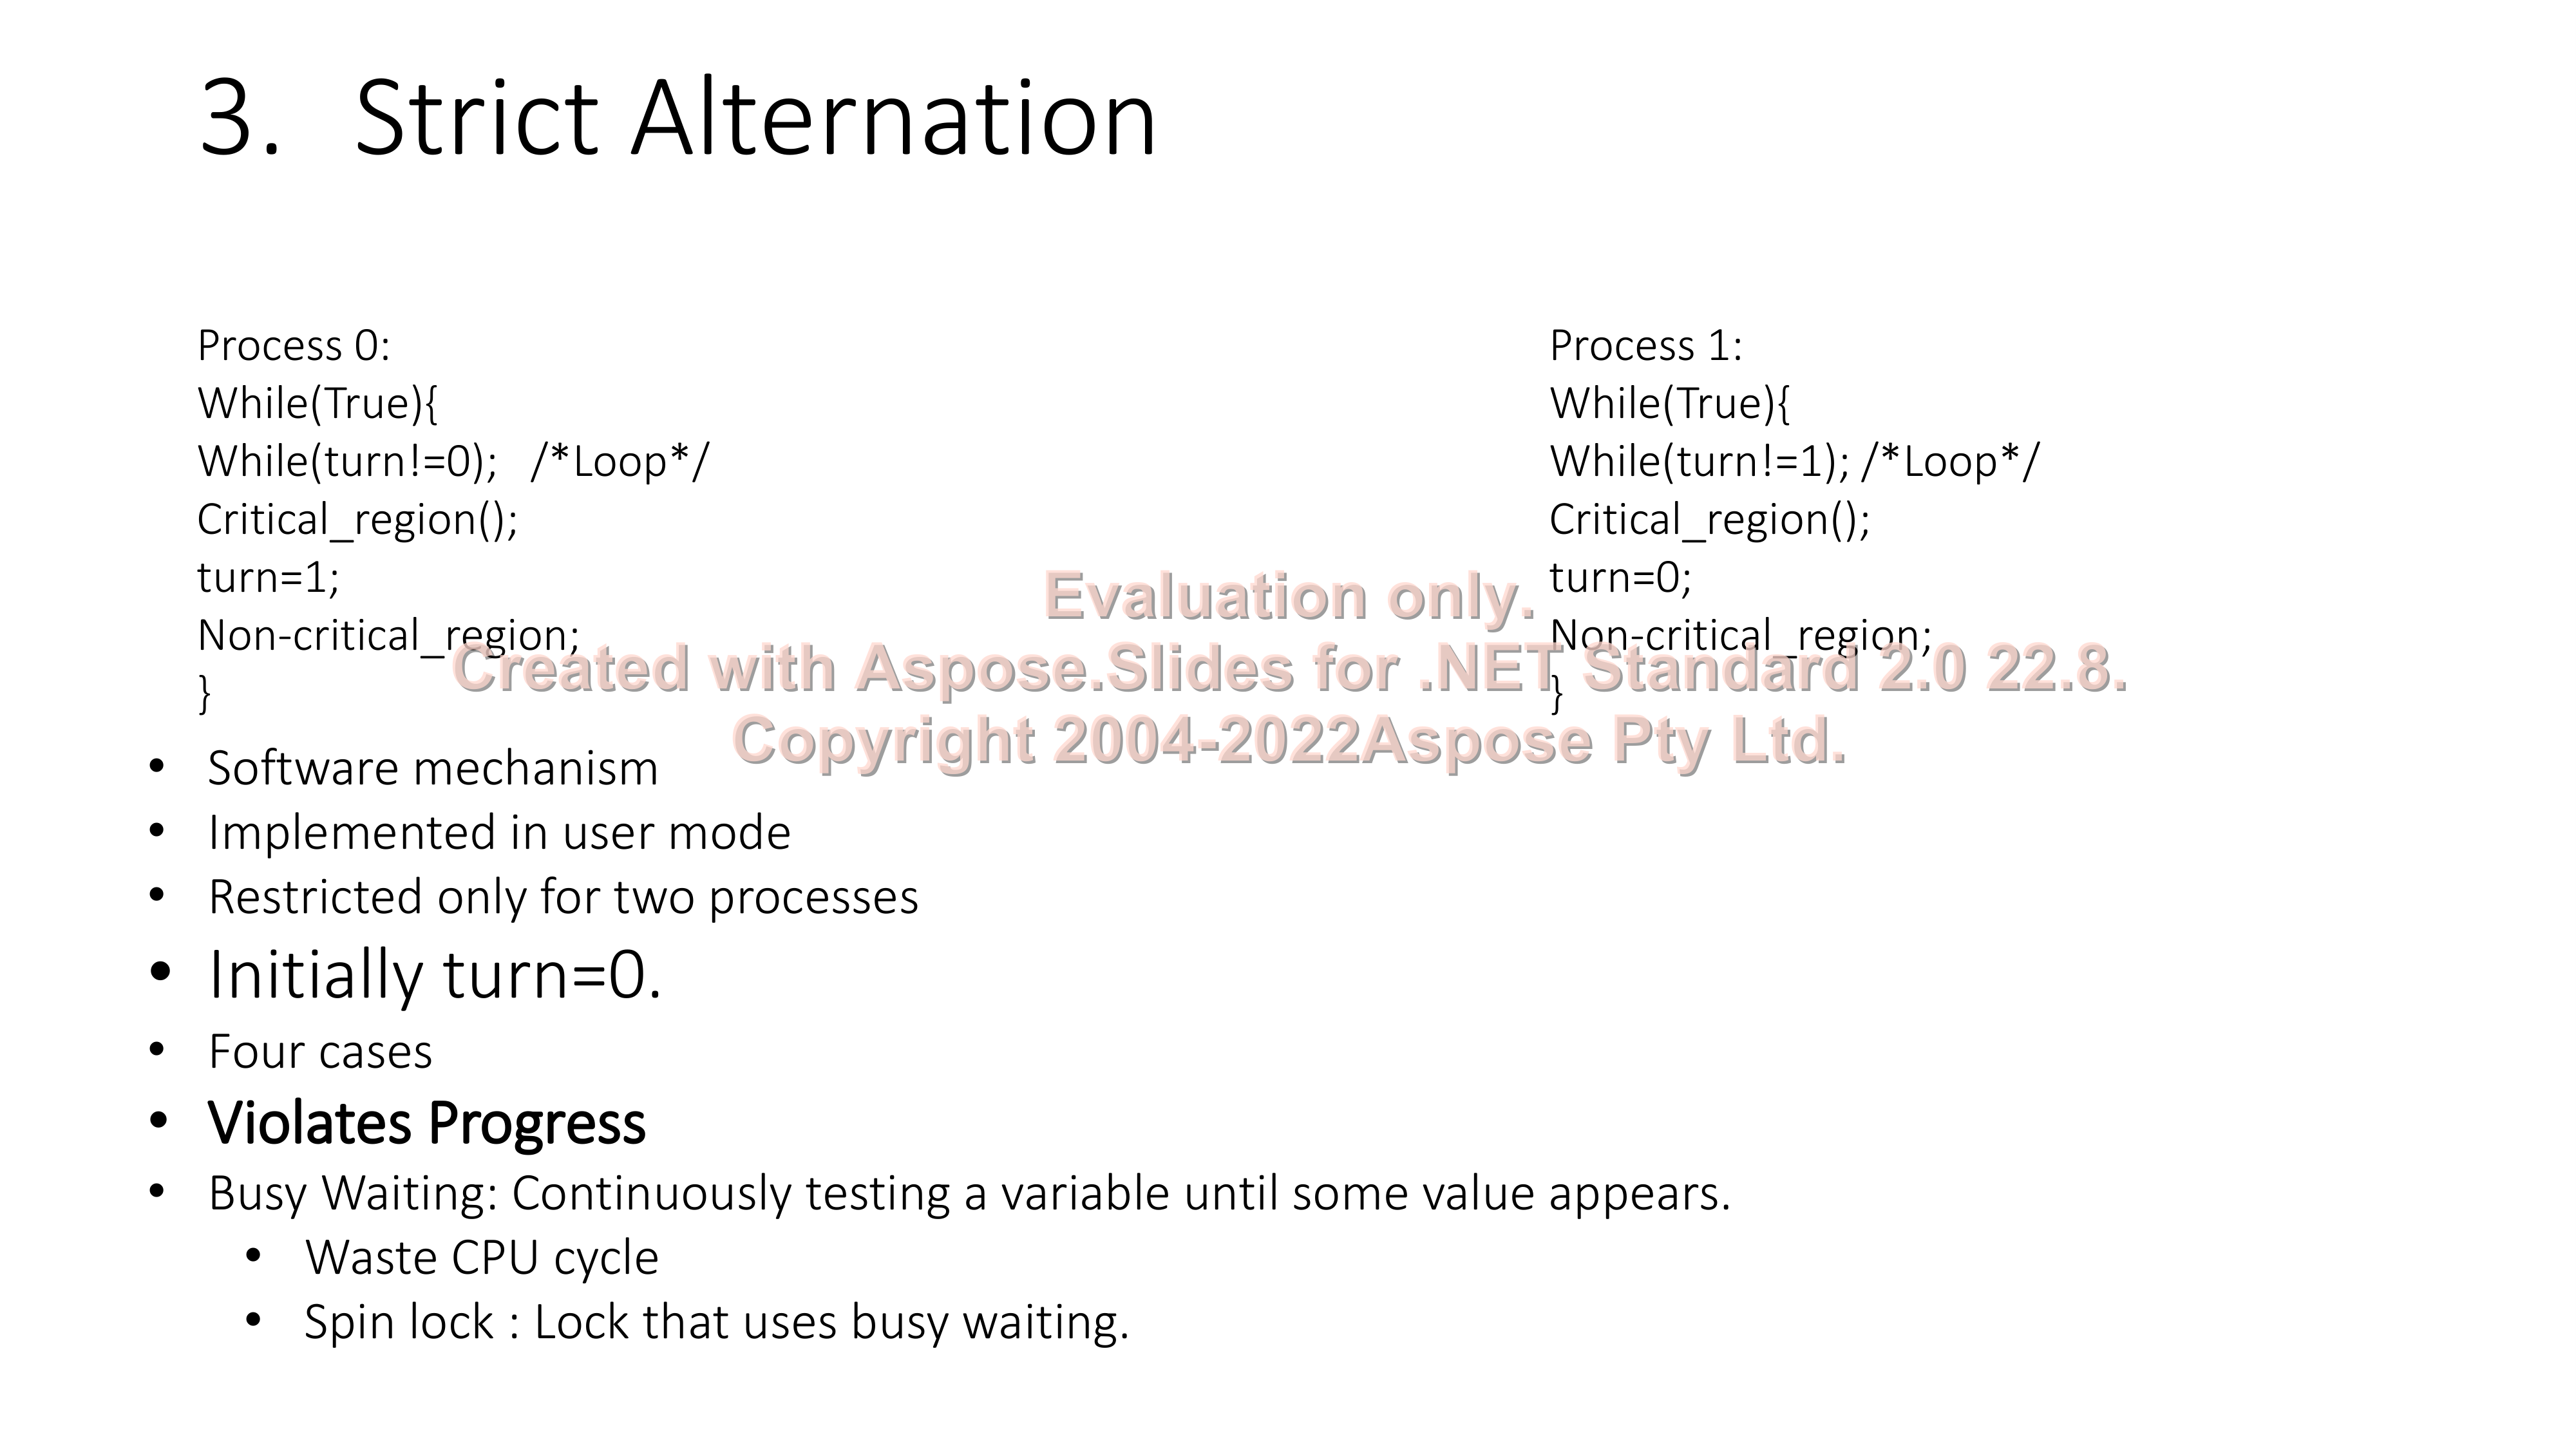 3. Strict Alternation
Process 0:
While(True){
While(turn!=0); /*Loop*/
Critical_region();
turn=1;
Non-critical_region;
}
Process 1:
While(True){
While(turn!=1); /*Loop*/
Critical_region();
turn=0;
Non-critical_region;
}
Evaluation only.
Created with Aspose.Slides for .NET Standard 2.0 22.8.
Copyright 2004-2022Aspose Pty Ltd.
• Software mechanism
• Implemented in user mode
• Restricted only for two processes
• Initially turn=0.
• Four cases
• Violates Progress
• Busy Waiting: Continuously testing a variable until some value appears.
• Waste CPU cycle
• Spin lock : Lock that uses busy waiting.